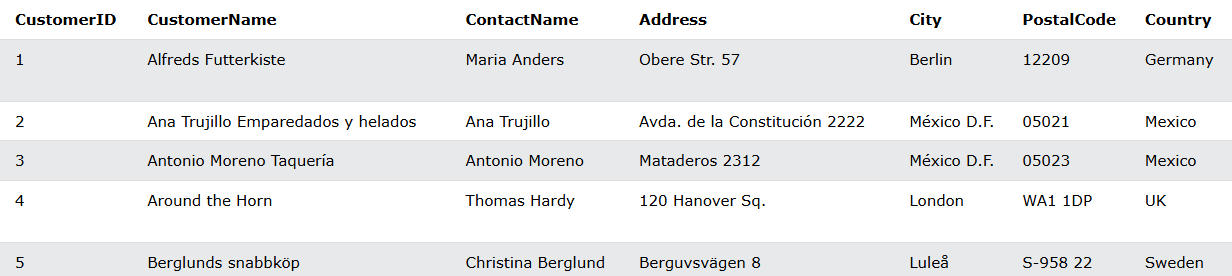 CustomerID CustomerName ContactName Address City PostalCode Country
1 Alfreds Futterkiste Maria Anders Obere Str. 57 Berlin 12209 Germany
2 Ana Trujillo Emparedados y helados Ana Trujillo Avda. de la Constitución 2222 México D.F. 05021 Mexico
3 Antonio Moreno Taquería Antonio Moreno Mataderos 2312 México D.F. 05023 Mexico
4 Around the Horn Thomas Hardy 120 Hanover Sq. London WA1 1DP UK
5 Berglunds snabbköp Christina Berglund Berguvsvägen 8 Luleå S-958 22 Sweden